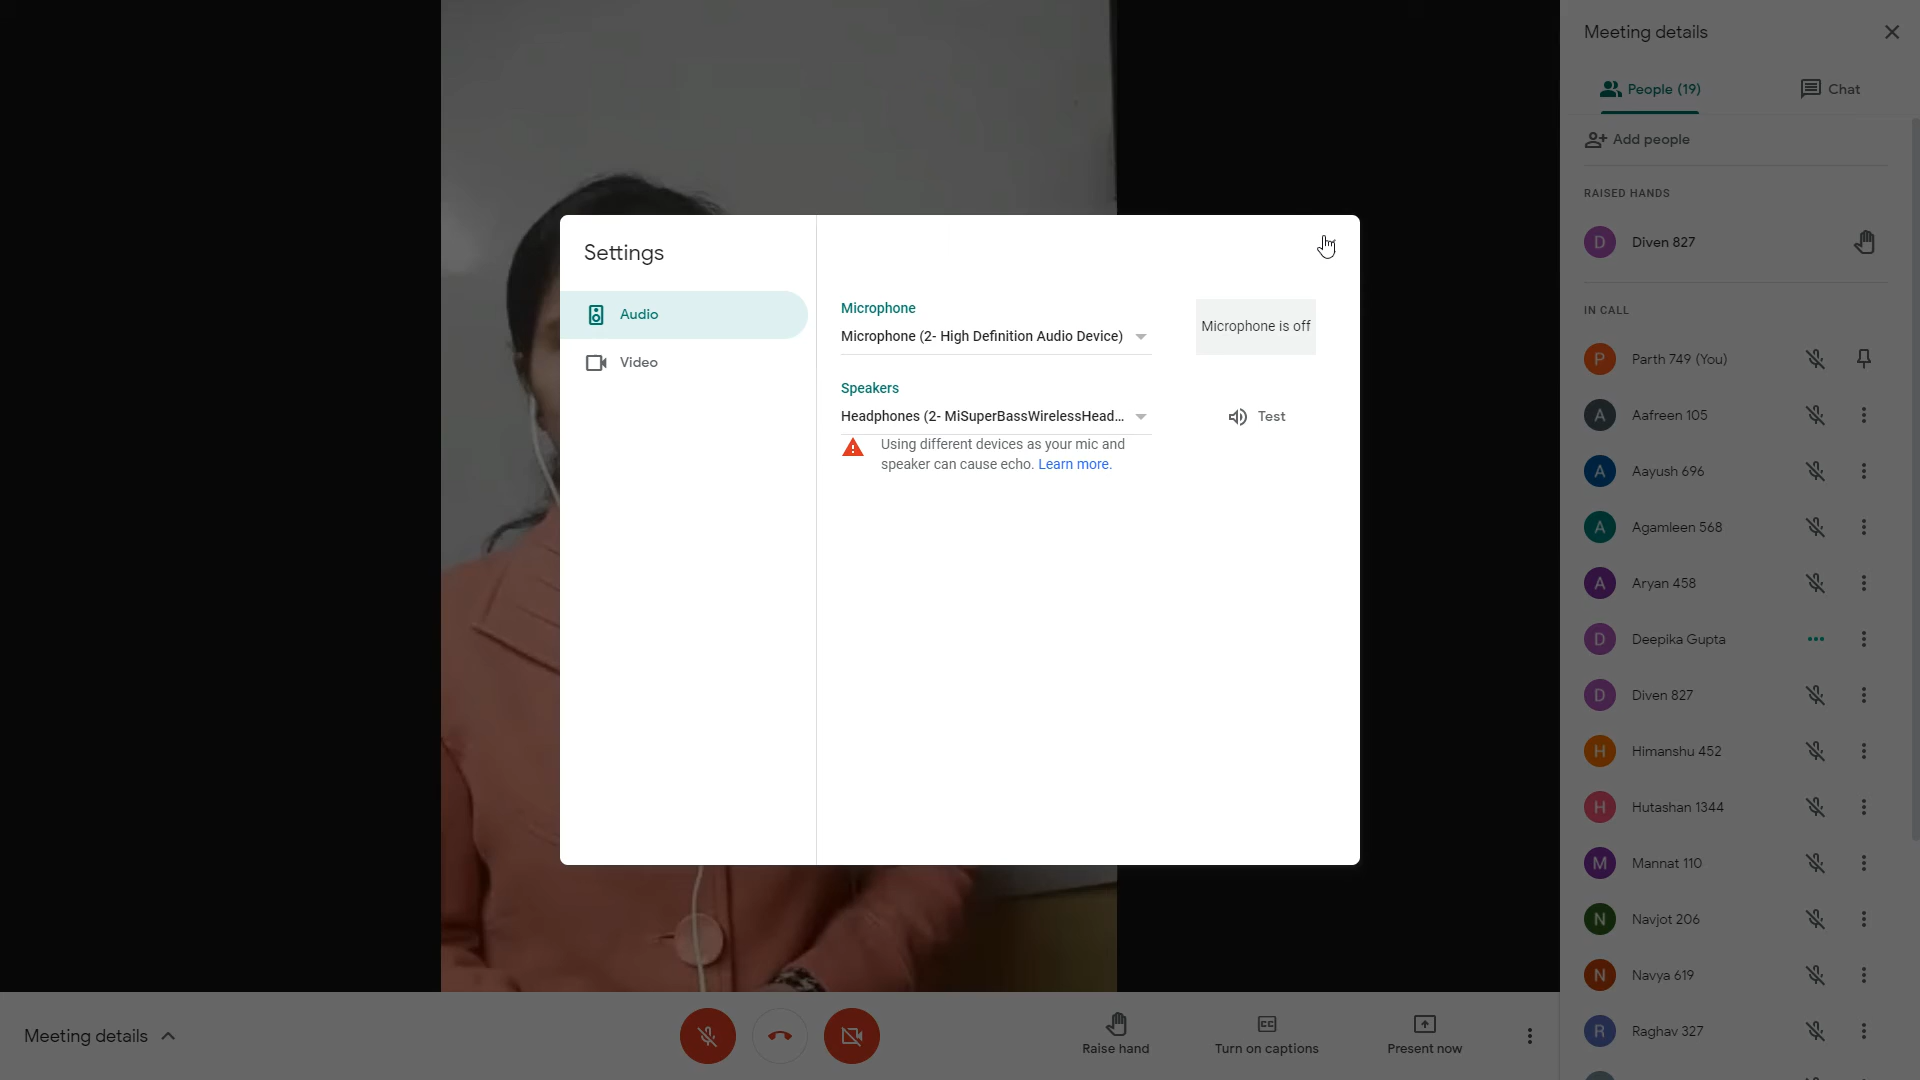 Meeting details
People (19)
Chat
Add people
RAISED HANDS
D Diven 827
IN CALL
P Parth 749 (You)
A Aafreen 105
A Aayush 696
A Agamleen 568
A Aryan 458
D Deepika Gupta
D Diven 827
H Himanshu 452
H Hutashan 1344
M Mannat 110
N Navjot 206
N Navya 619
R Raghav 327
Settings
Audio
Video
Microphone
Microphone (2- High Definition Audio Device)
Microphone is off
Speakers
Headphones (2- MiSuperBassWirelessHead...
Test
Using different devices as your mic and
speaker can cause echo. Learn more.
Meeting details
Raise hand
CC
Turn on captions
Present now